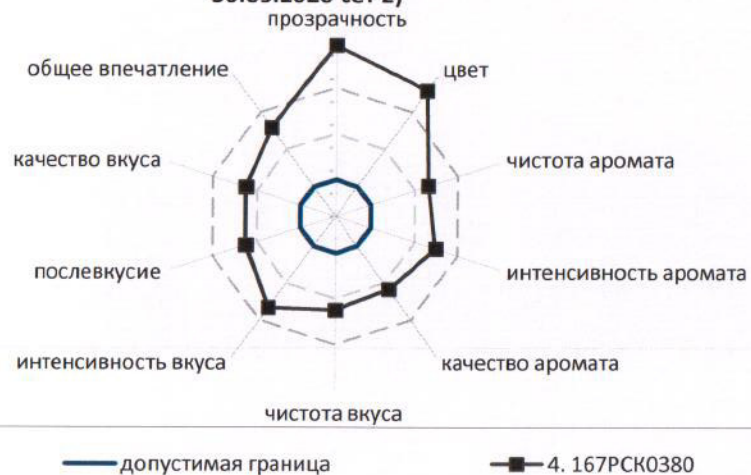 прозрачность
общее впечатление
цвет
качество вкуса
чистота аромата
послевкусие
интенсивность аромата
интенсивность вкуса
качество аромата
чистота вкуса
допустимая граница
4. 167РСК0380